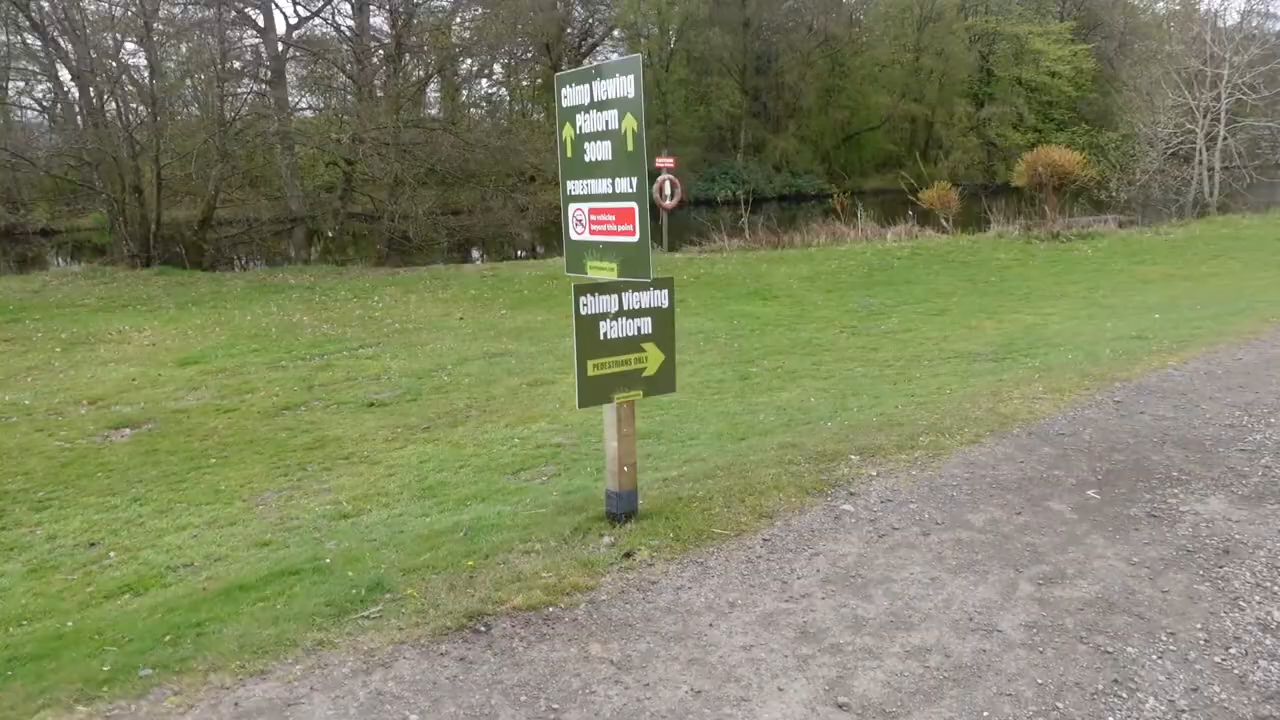 Chimp Viewing
Platform
300m
PEDESTRIANS ONLY
No vehicles
beyond this point
Chimp Viewing
Platform
PEDESTRIANS ONLY